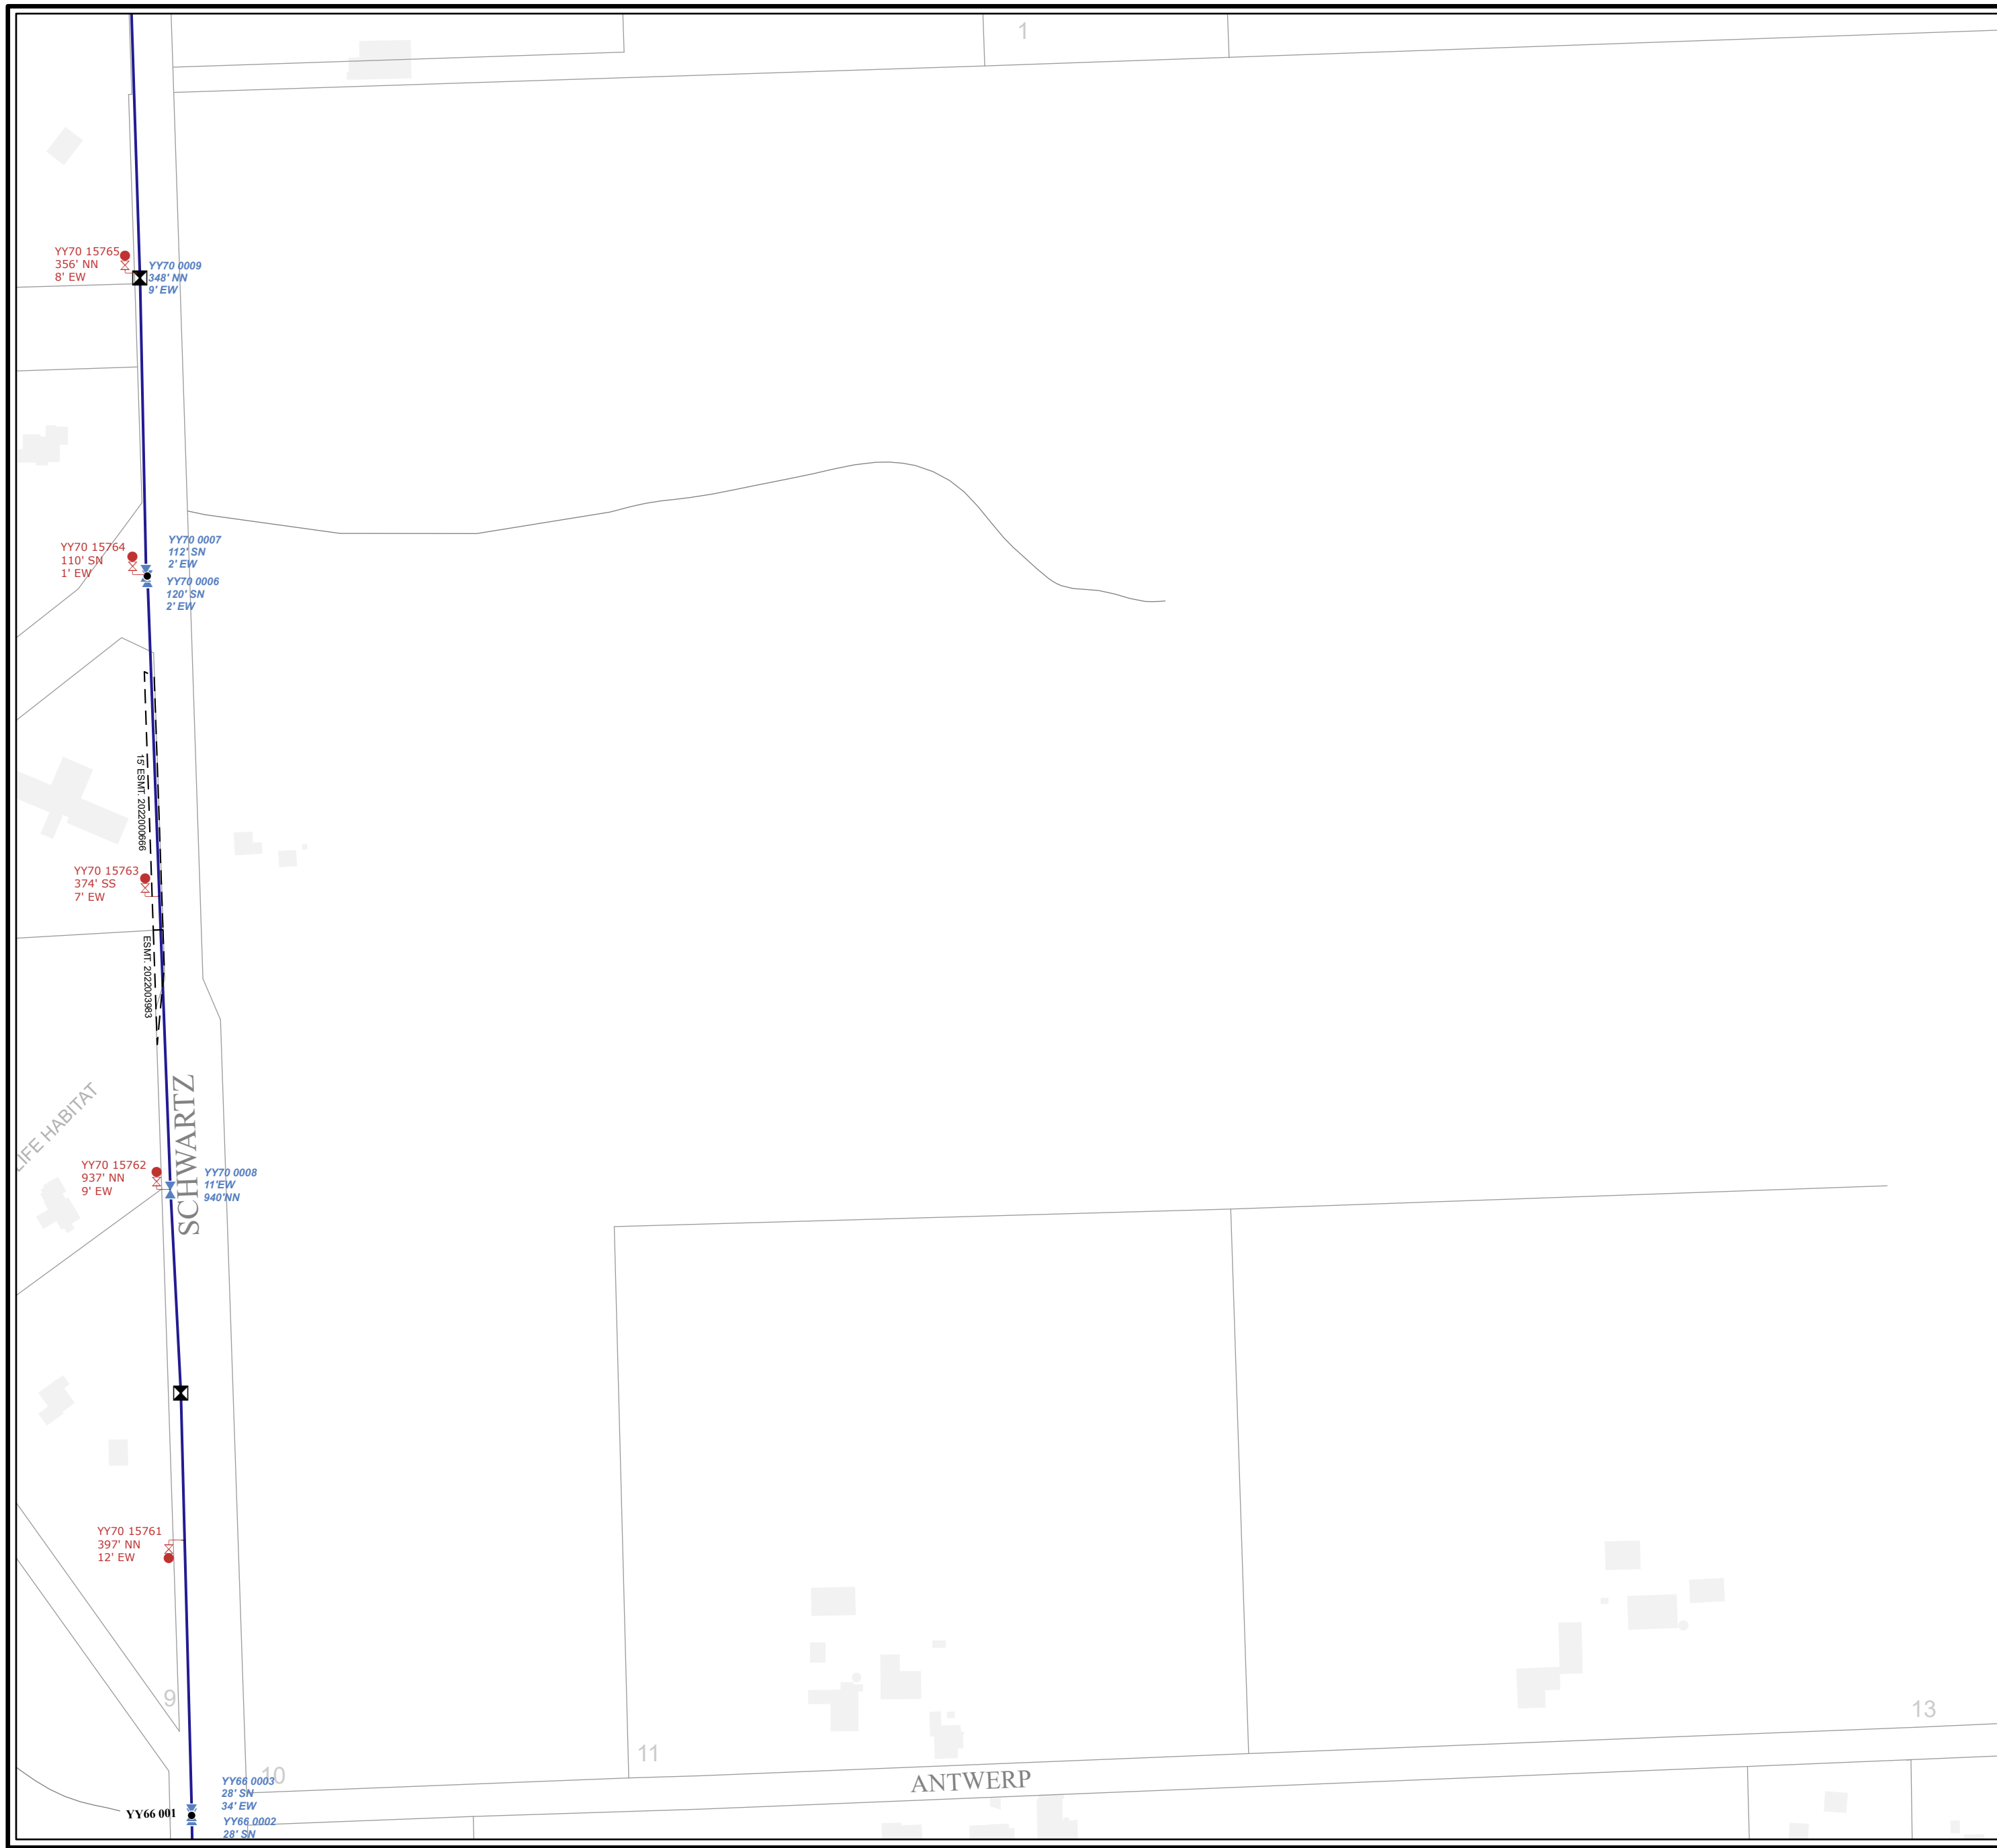 1
YY70 15765
356' NN
8' EW
YY70 0009
348' NN
9' EW
YY70 15764
110' SN
1' EW
YY70 0007
112' SN
2' EW
YY70 0006
120' SN
2' EW
15' ESMT. 2022000666
YY70 15763
374' SS
7' EW
ESMT. 2022003983
LIFE HABITAT
SCHWARTZ
YY70 15762
937' NN
9' EW
YY70 0008
11'EW
940'NN
YY70 15761
397' NN
12' EW
9
10
11
13
ANTWERP
YY66 0003
28' SN
34' EW
YY66 001
YY66 0002
28' SN